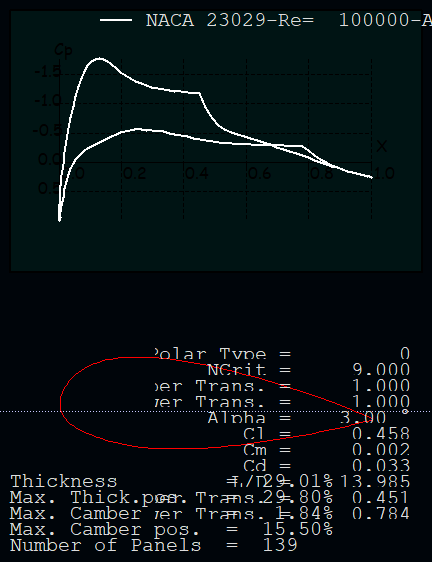 NACA 23029-Re= 100000-A
Cp
-1.5
-1.0
-0.5
0.0
0.5
0.2
0.4
0.6
0.8
1.0
X
Polar Type = 0
NCrit = 9.000
per Trans. = 1.000
wer Trans. = 1.000
Alpha = 3.00 °
Cl = 0.458
Cm = 0.002
Cd = 0.033
L/D = 13.985
Trans. = 0.451
er Trans. = 0.784
Thickness = 29.01%
Max. Thick.pos. = 29.80%
Max. Camber = 1.84%
Max. Camber pos. = 15.50%
Number of Panels = 139